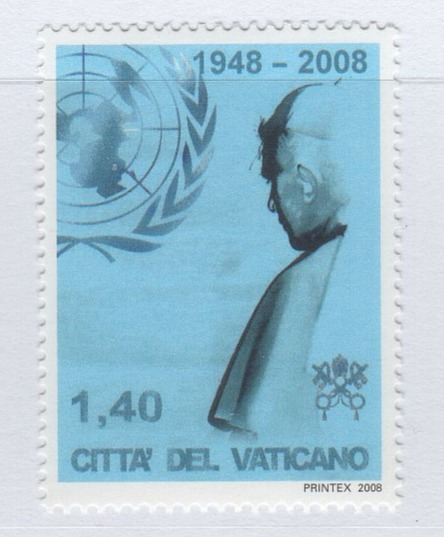 1948 – 2008
1,40
CITTA' DEL VATICANO
PRINTEX 2008